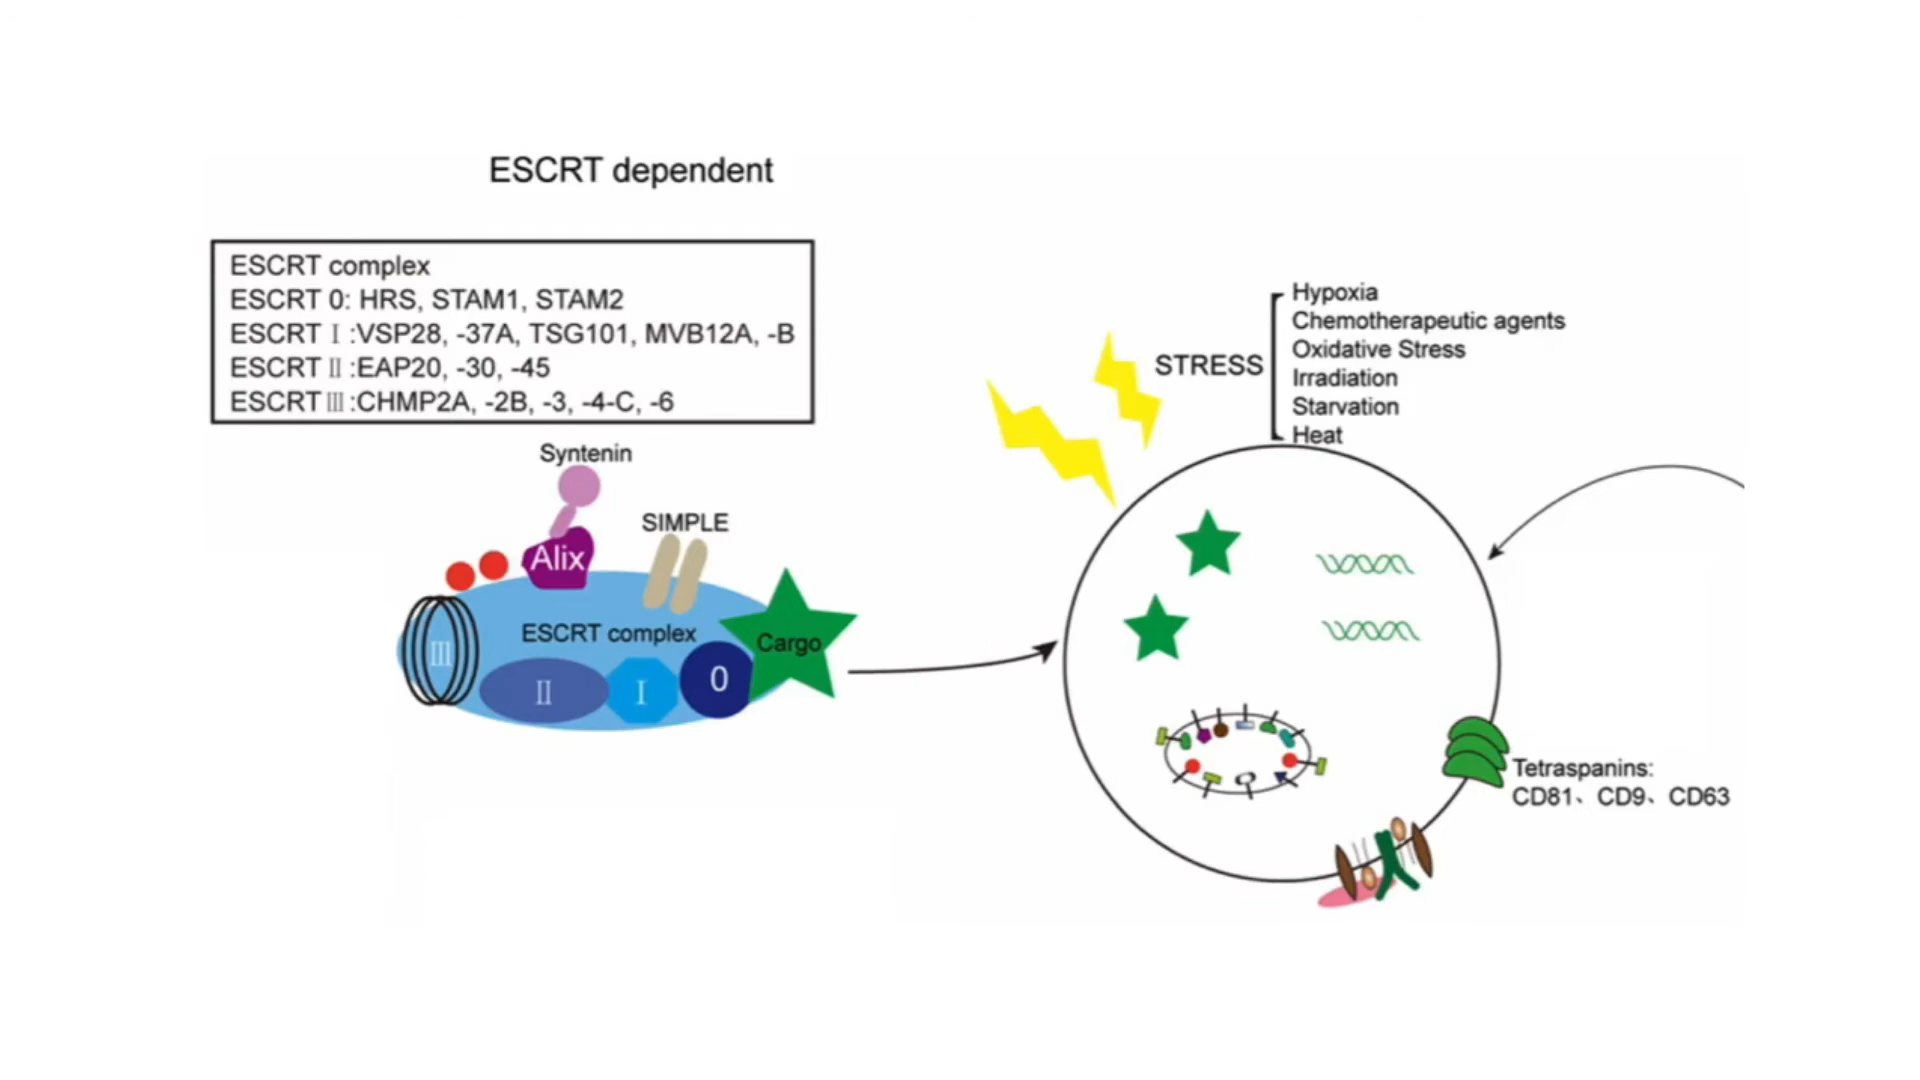 ESCRT dependent
ESCRT complex
ESCRT 0: HRS, STAM1, STAM2
ESCRT Ⅰ :VSP28, -37A, TSG101, MVB12A, -B
ESCRT Ⅱ :EAP20, -30, -45
ESCRT Ⅲ :CHMP2A, -2B, -3, -4-C, -6
Syntenin
SIMPLE
Alix
ESCRT complex
Cargo
Ⅲ
Ⅱ
Ⅰ
0
STRESS
Hypoxia
Chemotherapeutic agents
Oxidative Stress
Irradiation
Starvation
Heat
Tetraspanins:
CD81、CD9、CD63